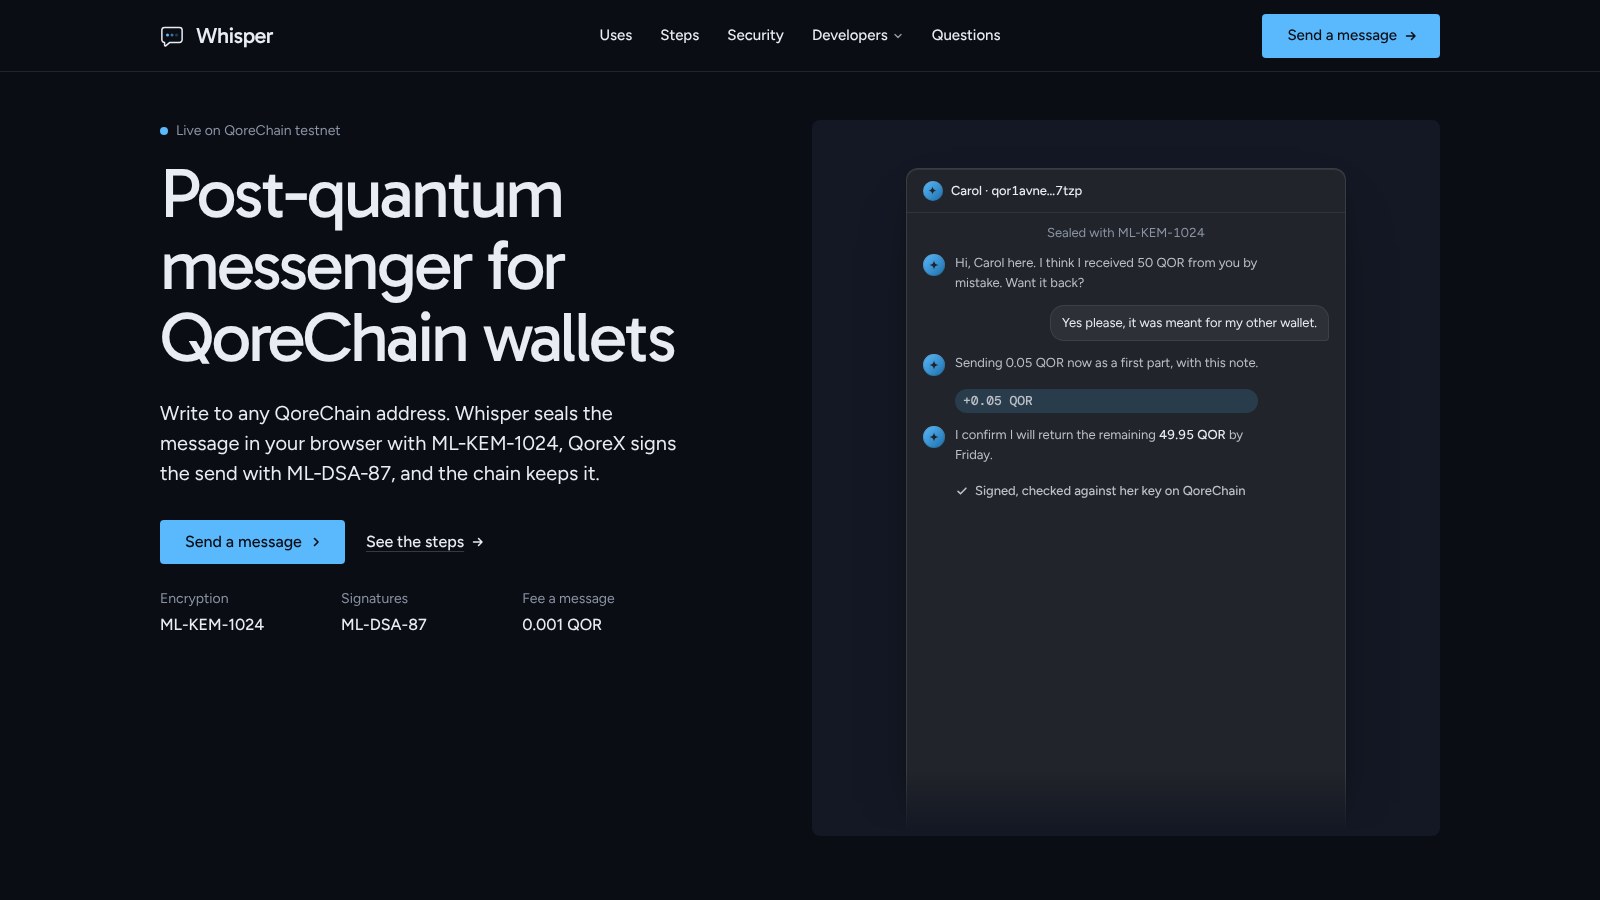 Whisper
Uses
Steps
Security
Developers
Questions
Send a message
Live on QoreChain testnet
Post-quantum
messenger for
QoreChain wallets
Write to any QoreChain address. Whisper seals the
message in your browser with ML-KEM-1024, QoreX signs
the send with ML-DSA-87, and the chain keeps it.
Send a message
See the steps
Encryption
ML-KEM-1024
Signatures
ML-DSA-87
Fee a message
0.001 QOR
Carol · qor1avne...7tzp
Sealed with ML-KEM-1024
Hi, Carol here. I think I received 50 QOR from you by
mistake. Want it back?
Yes please, it was meant for my other wallet.
Sending 0.05 QOR now as a first part, with this note.
+0.05 QOR
I confirm I will return the remaining 49.95 QOR by
Friday.
Signed, checked against her key on QoreChain